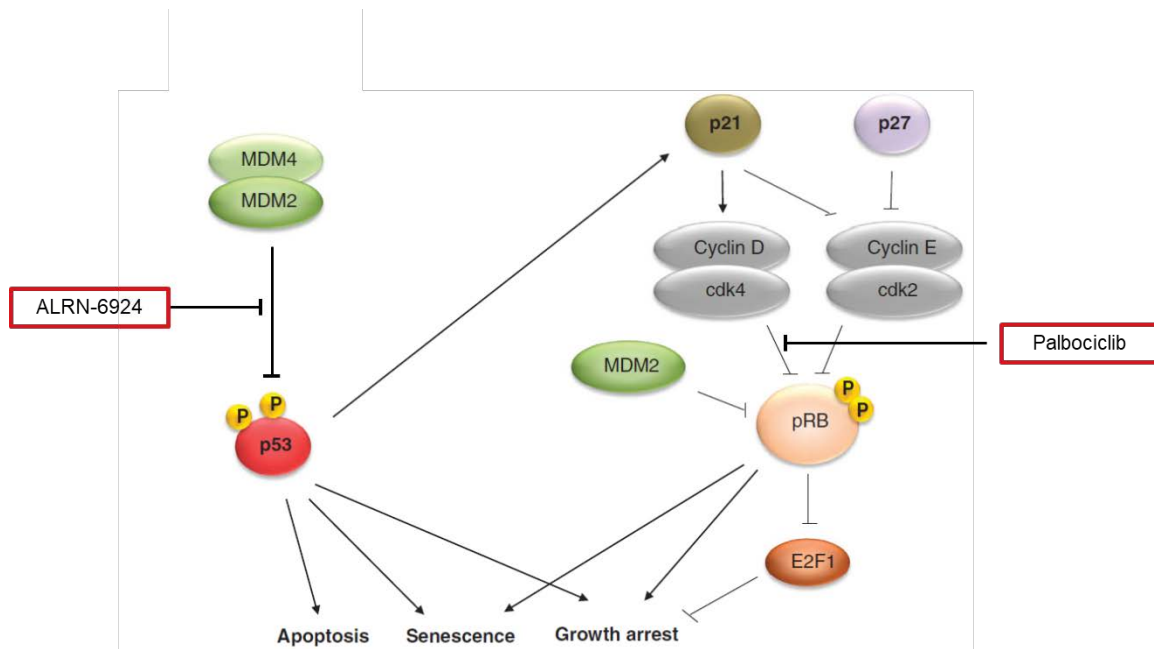 p21
p27
MDM4
MDM2
Cyclin D
cdk4
Cyclin E
cdk2
ALRN-6924
Palbociclib
MDM2
P
P
P
P
p53
pRB
E2F1
Apoptosis
Senescence
Growth arrest